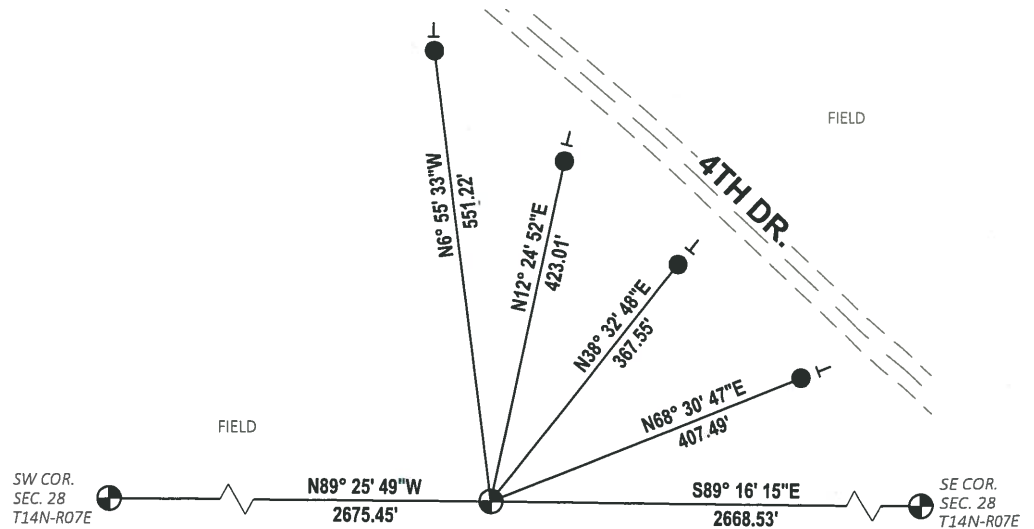 FIELD
4TH DR.
N6° 55' 33"W
551.22'
N12° 24' 52"E
423.01'
N38° 32' 48"E
367.55'
N68° 30' 47"E
407.49'
FIELD
SW COR.
SEC. 28
T14N-R07E
N89° 25' 49"W
2675.45'
S89° 16' 15"E
2668.53'
SE COR.
SEC. 28
T14N-R07E